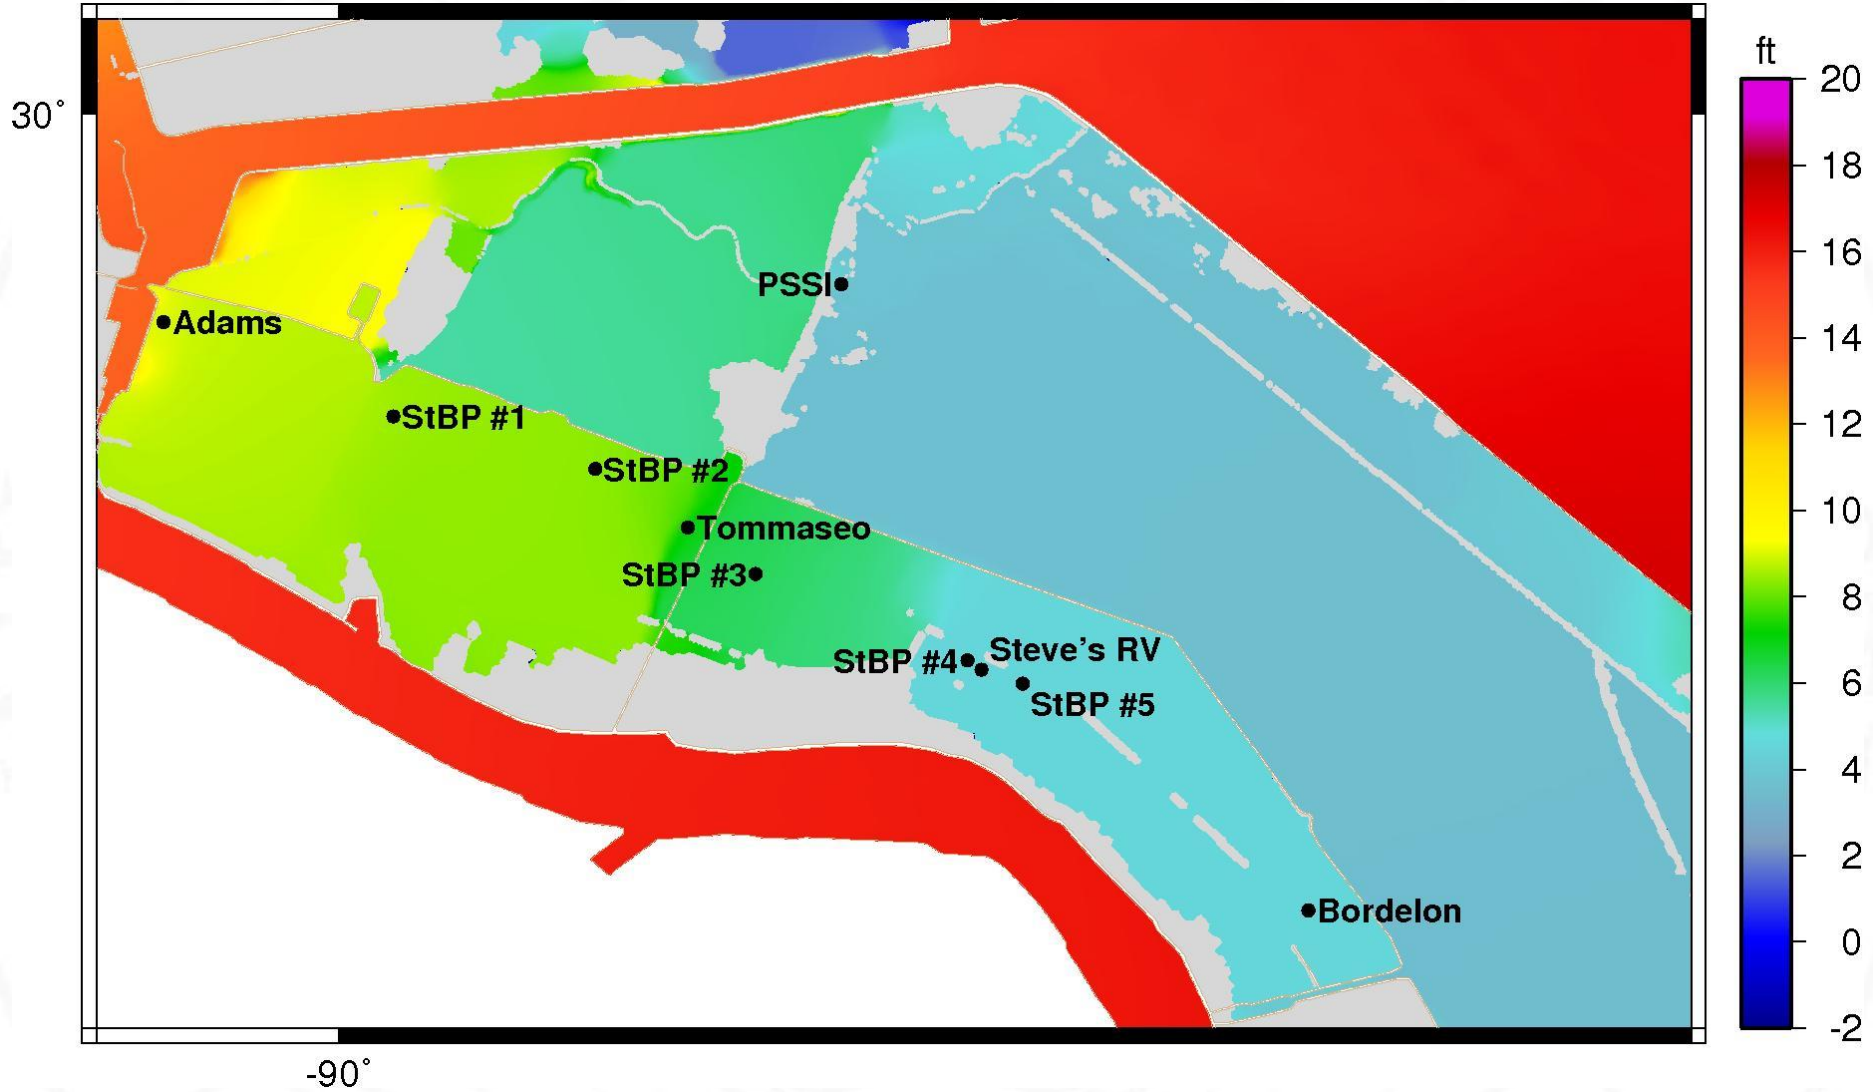 ft
20
30°
18
16
PSSI
Adams
14
12
StBP #1
StBP #2
10
Tommaseo
StBP #3
8
Steve's RV
StBP #4
6
StBP #5
4
2
Bordelon
0
-2
-90°